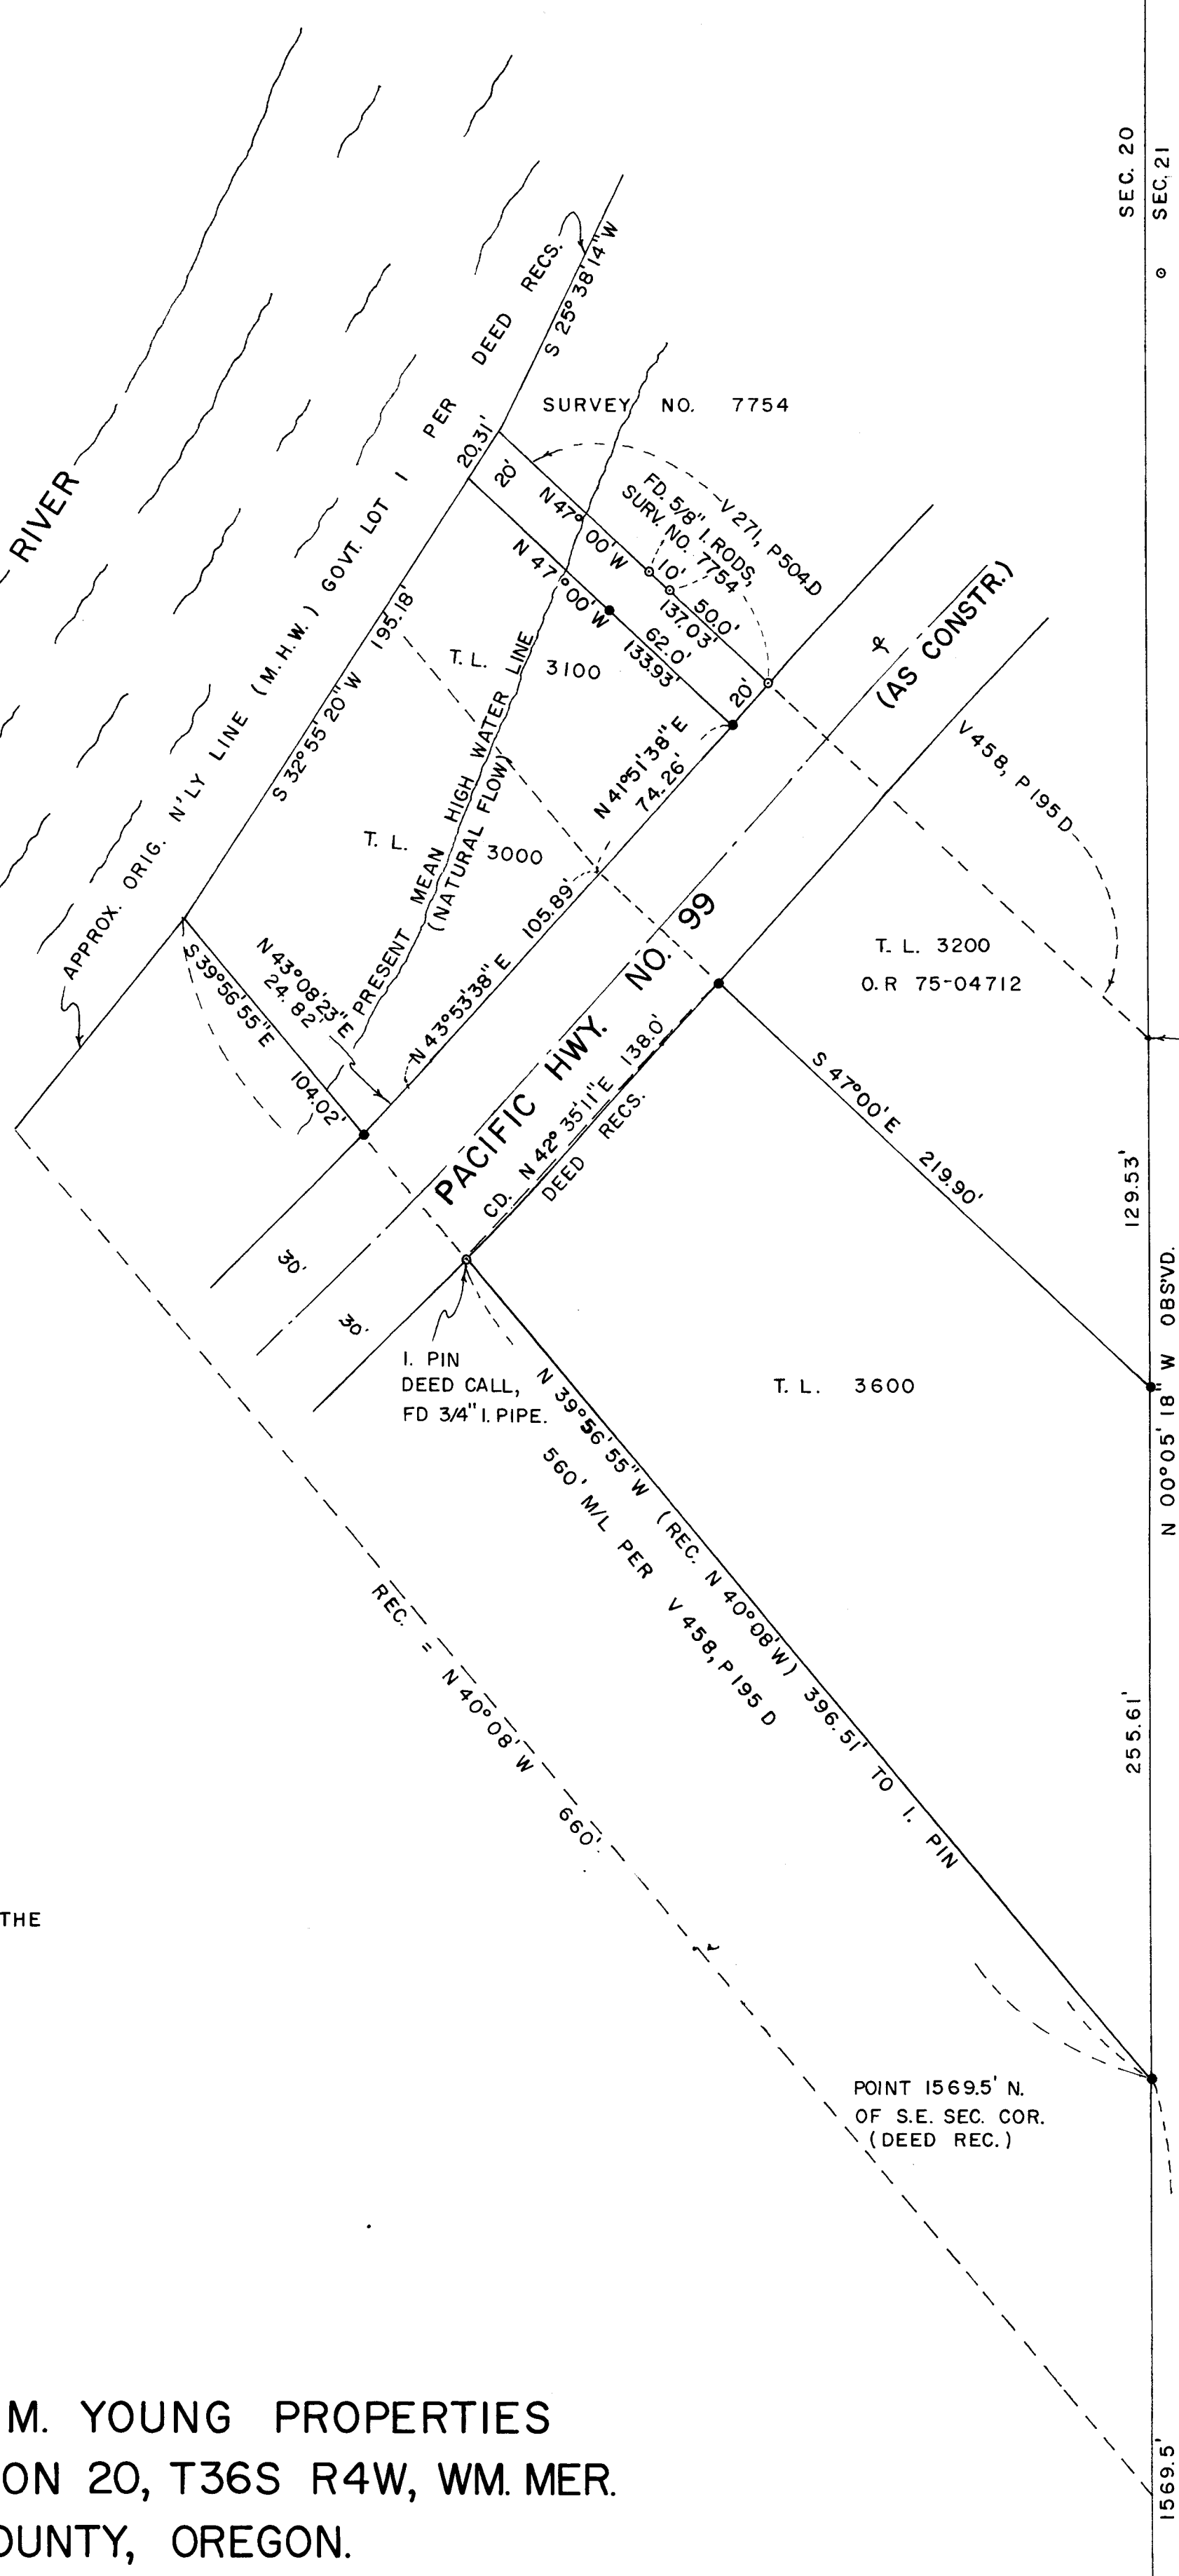 SEC. 20
SEC. 21
RIVER
APPROX. ORIG. N'LY LINE (M.H.W.) GOVT. LOT 1 PER DEED RECS.
S 25° 38' 14" W
SURVEY NO. 7754
20.31'
20'
N 47° 00' W
FD. 5/8" I. RODS,
SURV. NO. 7754
V 271, P504D
10'
50.0'
137.03'
N 47° 00' W
62.0'
133.93'
20'
195.18'
S 32° 55' 20" W
T. L. 3100
T. L. 3000
PRESENT MEAN HIGH WATER LINE
(NATURAL FLOW)
N 41° 51' 38" E
74.26'
(AS CONSTR.)
V 458, P 195 D
T. L. 3200
O. R 75-04712
S 39° 56' 55" E
104.02'
N 43° 08' 23" E
24.82'
N 43° 53' 38" E
105.89'
PACIFIC HWY. NO. 99
CD. N 42° 35' 11" E 138.0'
DEED RECS.
S 47° 00' E 219.90'
129.53'
N 00° 05' 18" W OBS'VD.
30'
30'
I. PIN
DEED CALL,
FD 3/4" I. PIPE.
T. L. 3600
N 39° 56' 55" W (REC. N 40° 08' W) 396.51' TO I. PIN
560' M/L PER V 458, P 195 D
REC. = N 40° 08' W 660'
255.61'
THE
POINT 1569.5' N.
OF S.E. SEC. COR.
(DEED REC.)
1569.5'
M. YOUNG PROPERTIES
ON 20, T36S R4W, WM. MER.
OUNTY, OREGON.